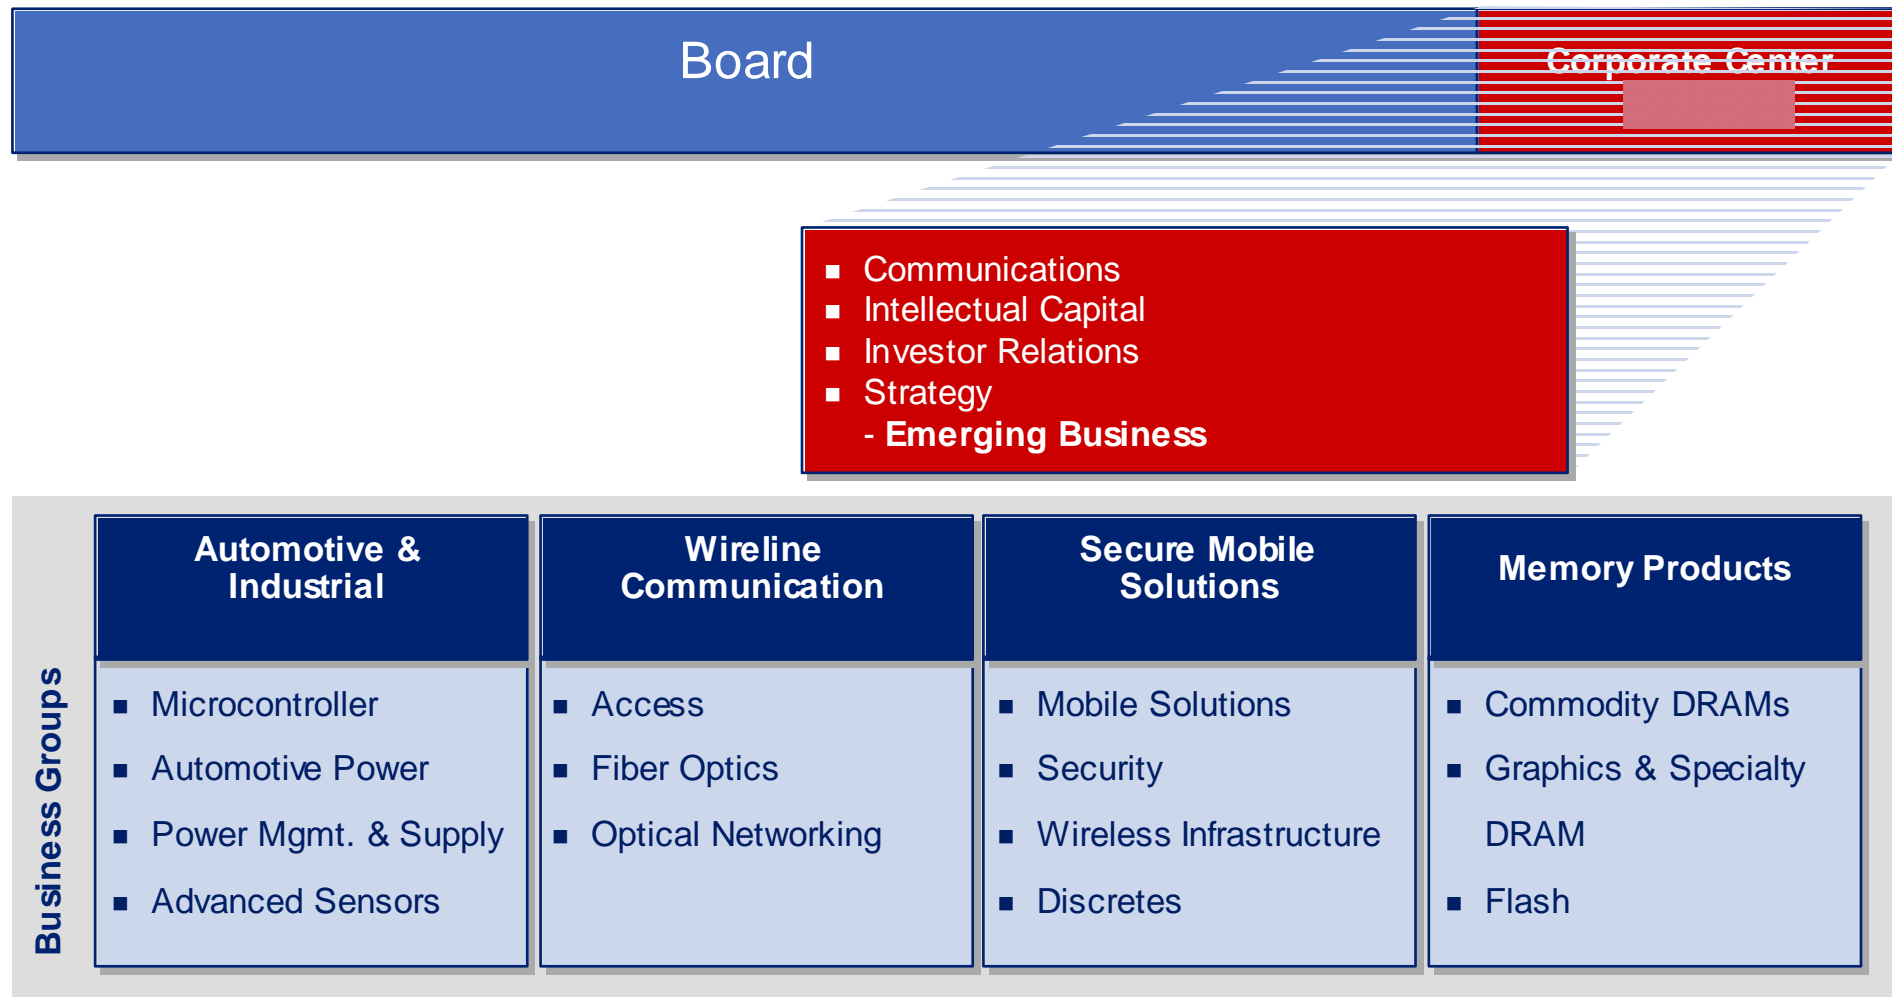 Board
Corporate Center
■ Communications
■ Intellectual Capital
■ Investor Relations
■ Strategy
- Emerging Business
Business Groups
Automotive &
Industrial
■ Microcontroller
■ Automotive Power
■ Power Mgmt. & Supply
■ Advanced Sensors
Wireline
Communication
■ Access
■ Fiber Optics
■ Optical Networking
Secure Mobile
Solutions
■ Mobile Solutions
■ Security
■ Wireless Infrastructure
■ Discretes
Memory Products
■ Commodity DRAMs
■ Graphics & Specialty
DRAM
■ Flash